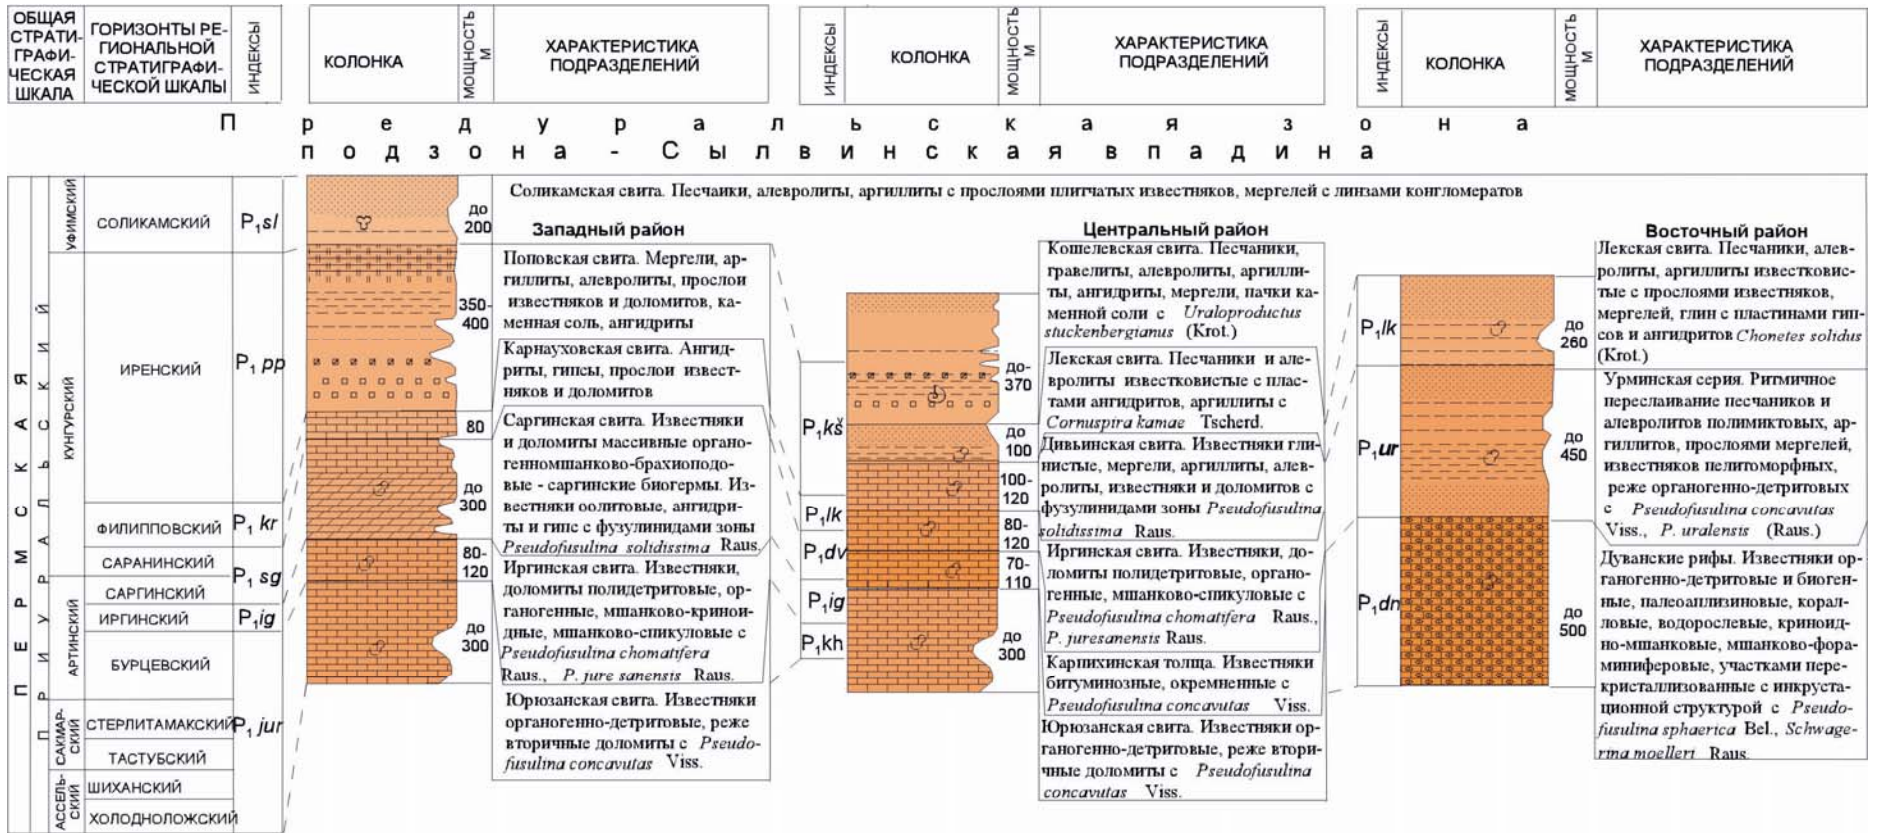 ОБЩАЯ
СТРАТИ-
ГРАФИ-
ЧЕСКАЯ
ШКАЛА
ГОРИЗОНТЫ РЕ-
ГИОНАЛЬНОЙ
СТРАТИГРАФИ-
ЧЕСКОЙ ШКАЛЫ
ИНДЕКСЫ
КОЛОНКА
МОЩНОСТЬ
М
ХАРАКТЕРИСТИКА
ПОДРАЗДЕЛЕНИЙ
ИНДЕКСЫ
КОЛОНКА
МОЩНОСТЬ
М
ХАРАКТЕРИСТИКА
ПОДРАЗДЕЛЕНИЙ
ИНДЕКСЫ
КОЛОНКА
МОЩНОСТЬ
М
ХАРАКТЕРИСТИКА
ПОДРАЗДЕЛЕНИЙ
Предуральская зона
подзона - Сылвинская впадина
ПЕРМСКАЯ
ПРИУРАЛЬСКИЙ
УФИМСКИЙ
КУНГУРСКИЙ
АРТИНСКИЙ
САКМАР-
СКИЙ
АССЕЛЬ-
СКИЙ
СОЛИКАМСКИЙ
ИРЕНСКИЙ
ФИЛИППОВСКИЙ
САРАНИНСКИЙ
САРГИНСКИЙ
ИРГИНСКИЙ
БУРЦЕВСКИЙ
СТЕРЛИТАМАКСКИЙ
ТАСТУБСКИЙ
ШИХАНСКИЙ
ХОЛОДНОЛОЖСКИЙ
P₁sl
P₁ pp
P₁ kr
P₁ sg
P₁ig
P₁ jur
до
200
350-
400
80
до
300
80-
120
до
300
Соликамская свита. Песчаики, алевролиты, аргиллиты с прослоями плитчатых известняков, мергелей с линзами конгломератов
Западный район
Поповская свита. Мергели, ар-
гиллиты, алевролиты, прослои
известняков и доломитов, ка-
менная соль, ангидриты
Карнауховская свита. Ангид-
риты, гипсы, прослои извест-
няков и доломитов
Саргинская свита. Известняки
и доломиты массивные органо-
генномшанково-брахиоподо-
вые - саргинские биогермы. Из-
вестняки оолитовые, ангидри-
ты и гипс с фузулинидами зоны
Pseudofusulina solidissima Raus.
Иргинская свита. Известняки,
доломиты полидетритовые, ор-
ганогенные, мшанково-кринои-
дные, мшанково-спикуловые с
Pseudofusulina chomatifera
Raus., P. jure sanensis Raus.
Юрюзанская свита. Известняки
органогенно-детритовые, реже
вторичные доломиты с Pseudo-
fusulina concavutas Viss.
P₁kš
P₁lk
P₁dv
P₁ig
P₁kh
до-
370
до
100
100-
120
80-
120
70-
110
до
300
Центральный район
Кошелевская свита. Песчаники,
гравелиты, алевролиты, аргилли-
ты, ангидриты, мергели, пачки ка-
менной соли с Uraloproductus
stuckenbergianus (Krot.)
Лекская свита. Песчаники и але-
вролиты известковистые с плас-
тами ангидритов, аргиллиты с
Cornuspira kamae Tscherd.
Дивьинская свита. Известняки гли-
нистые, мергели, аргиллиты, алев-
ролиты, известняки и доломитов с
фузулинидами зоны Pseudofusulina
solidissima Raus.
Иргинская свита. Известняки, до-
ломиты полидетритовые, органо-
генные, мшанково-спикуловые с
Pseudofusulina chomatifera Raus.,
P. juresanensis Raus.
Карпихинская толща. Известняки
битуминозные, окремненные с
Pseudofusulina concavutas Viss.
Юрюзанская свита. Известняки ор-
ганогенно-детритовые, реже втори-
чные доломиты с Pseudofusulina
concavutas Viss.
P₁lk
P₁ur
P₁dn
до
260
до
450
до
500
Восточный район
Лекская свита. Песчаники, алев-
ролиты, аргиллиты известковис-
тые с прослоями известняков,
мергелей, глин с пластинами гип-
сов и ангидритов Chonetes solidus
(Krot.)
Урминская серия. Ритмичное
переслаивание песчаников и
алевролитов полимиктовых, ар-
гиллитов, прослоями мергелей,
известняков пелитоморфных,
реже органогенно-детритовых
с Pseudofusulina concavutas
Viss., P. uralensis (Raus.)
Дуванские рифы. Известняки ор-
ганогенно-детритовые и биоген-
ные, палеоаплизиновые, корал-
ловые, водорослевые, криноид-
но-мшанковые, мшанково-фора-
миниферовые, участками пере-
кристаллизованные с инкруста-
ционной структурой с Pseudo-
fusulina sphaerica Bel., Schwage-
rina moelleri Raus.